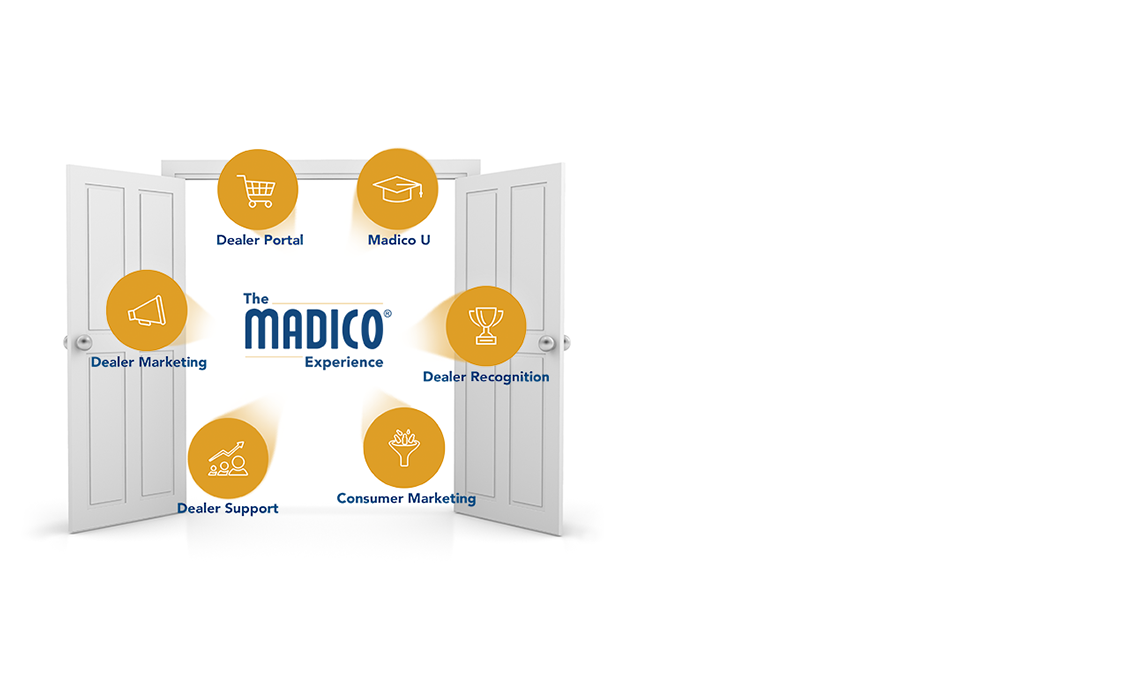 Dealer Portal
Madico U
The
MADICO®
Experience
Dealer Marketing
Dealer Recognition
Dealer Support
Consumer Marketing